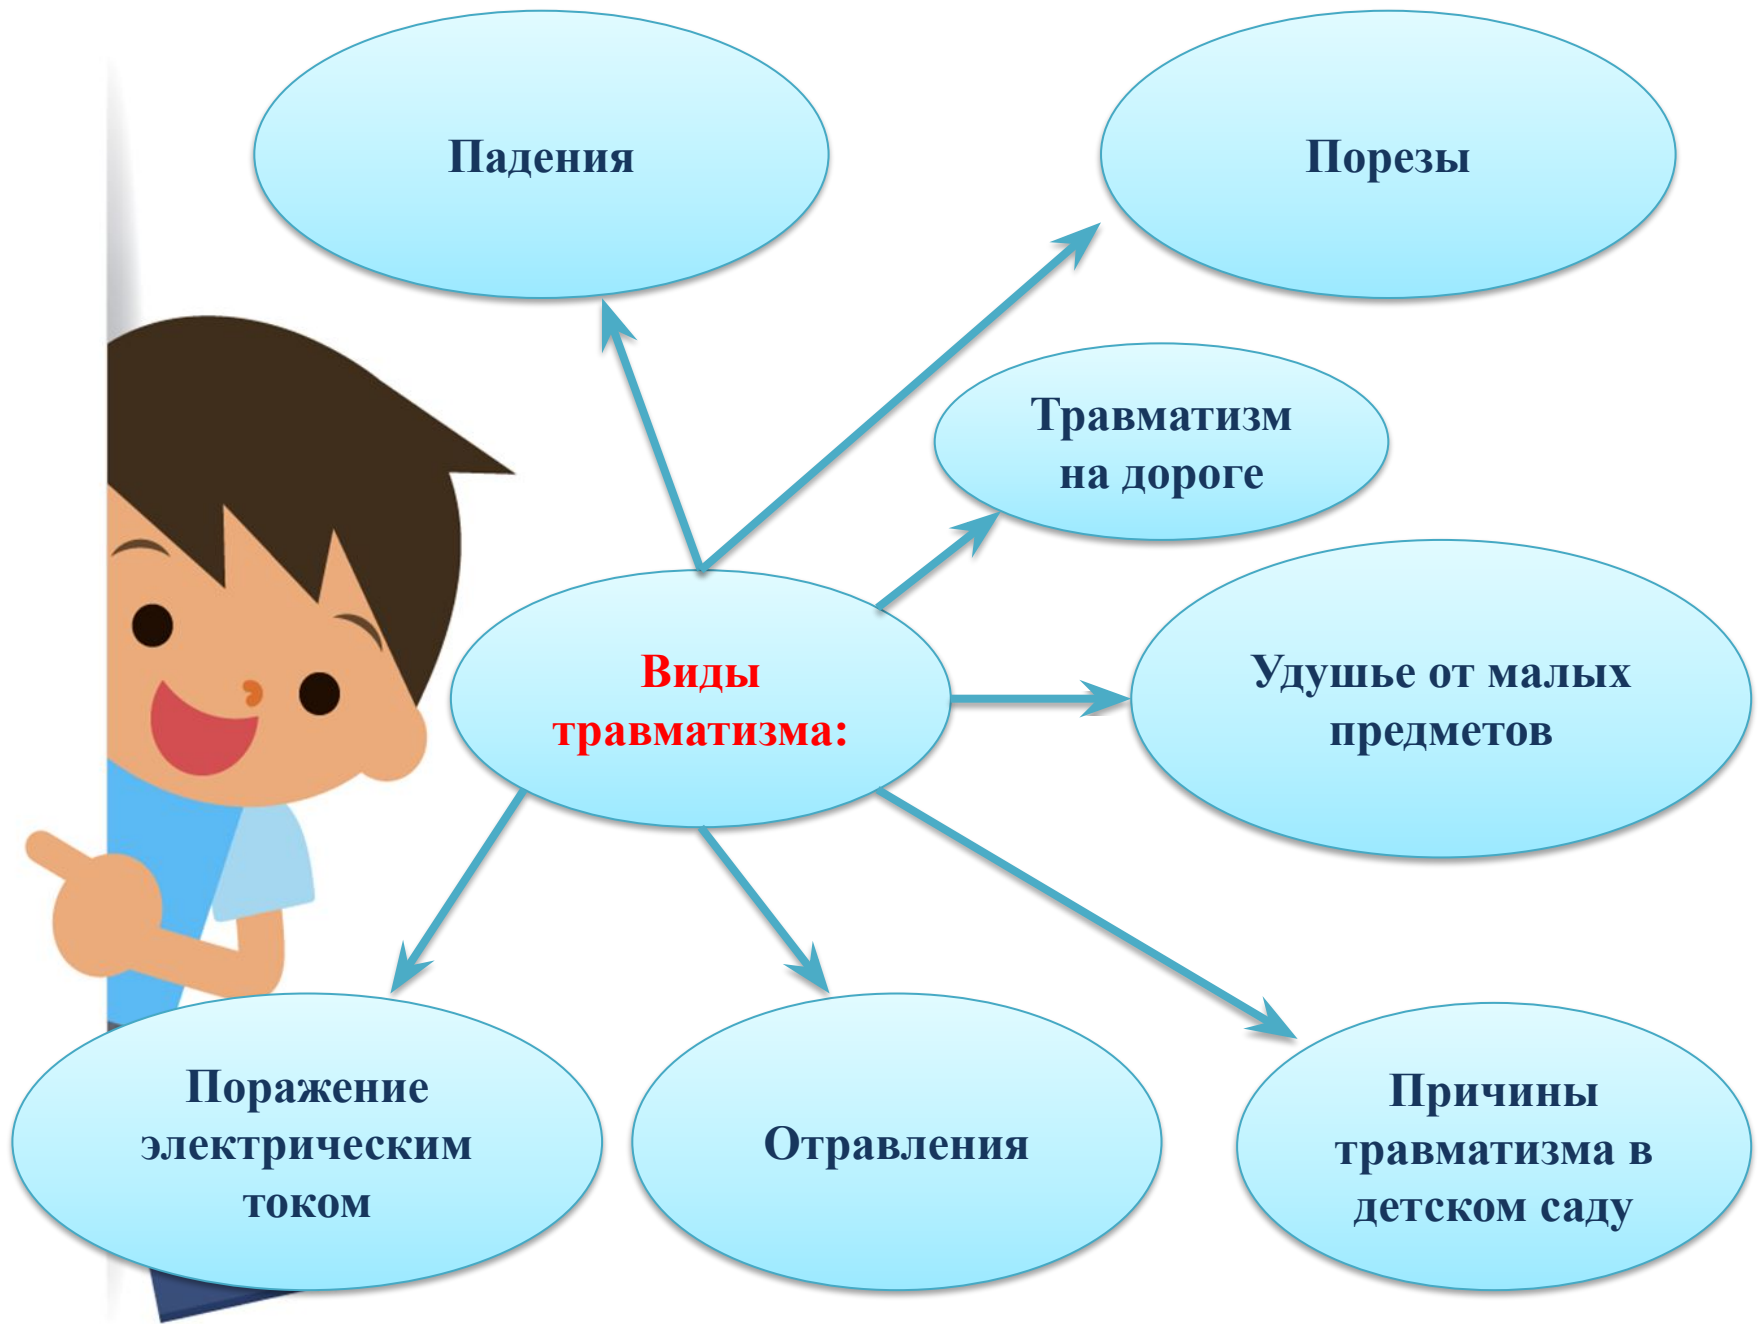 Падения
Порезы
Травматизм
на дороге
Виды
травматизма:
Удушье от малых
предметов
Поражение
электрическим
током
Отравления
Причины
травматизма в
детском саду